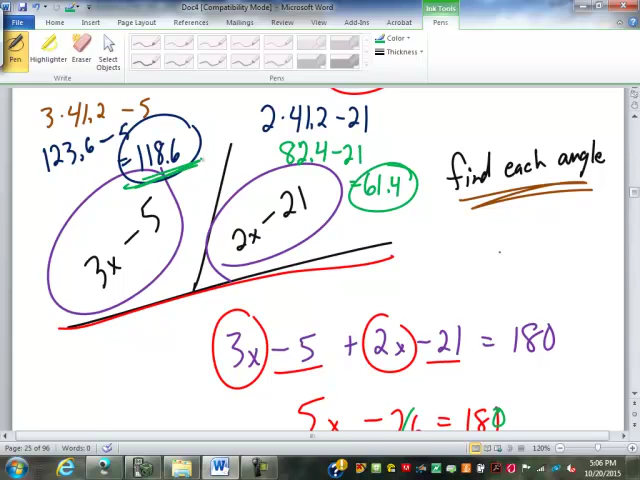 Doc4 [Compatibility Mode] - Microsoft Word
Ink Tools
File Home Insert Page Layout References Mailings Review View Add-Ins Acrobat Pens
Pen Highlighter Eraser Select Objects
Color
Thickness
Write
Pens
3·41.2 - 5
123.6 - 5
= 118.6
2·41.2 - 21
82.4 - 21
= 61.4°
find each angle
3x - 5
2x - 21
3x - 5 + 2x - 21 = 180
5x - 26 = 180
Page: 25 of 96 Words: 0
120%
5:06 PM
10/20/2015